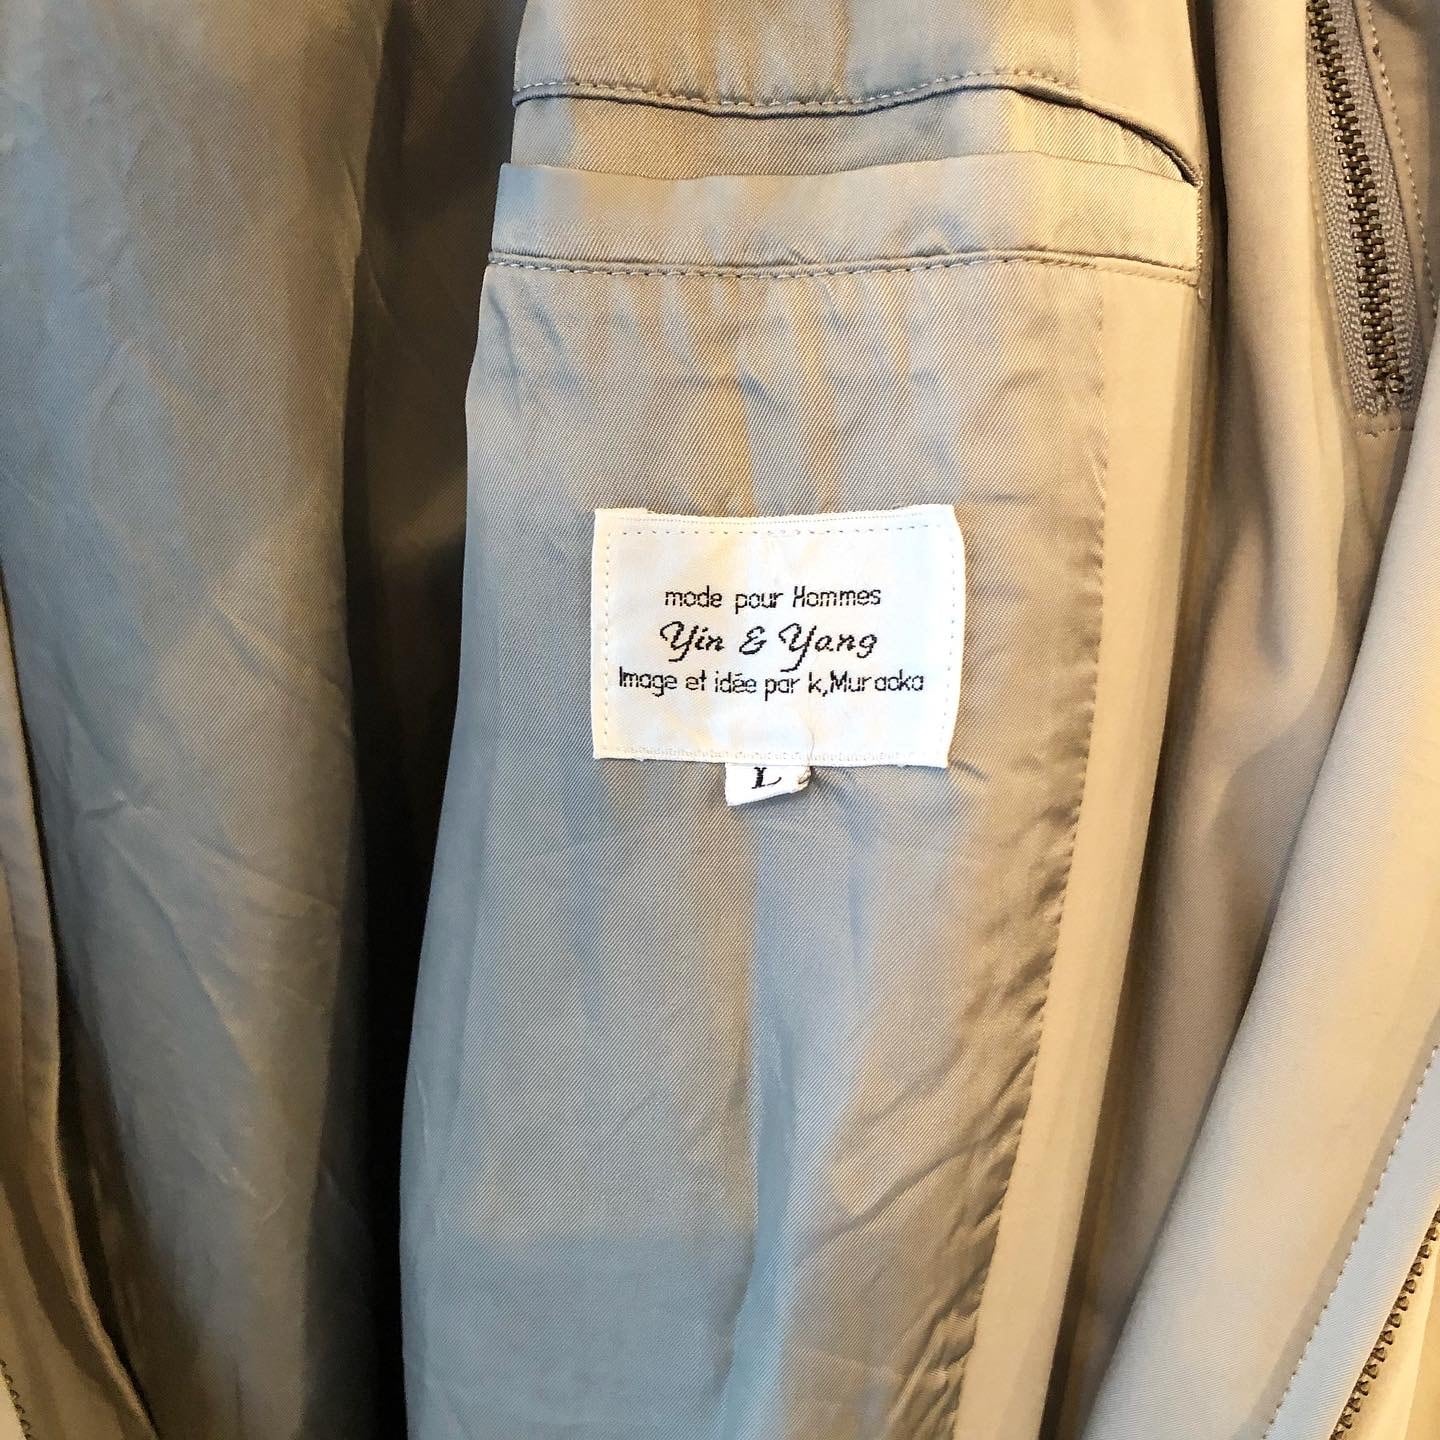 mode pour Hommes
Yin & Yang
Image et idée par k,Muraoka
L